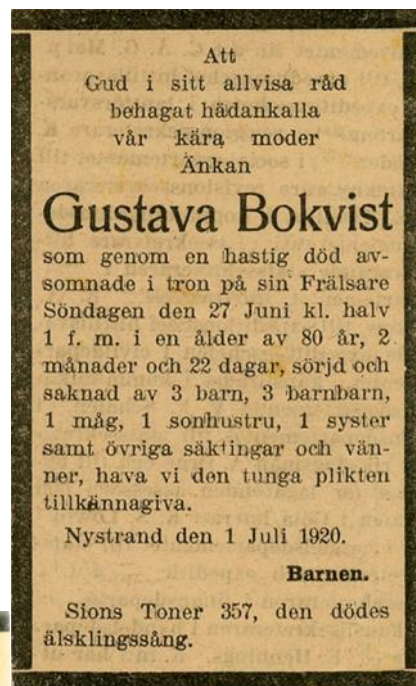 Att
Gud i sitt allvisa råd
behagat hädankalla
vår kära moder
Änkan
Gustava Bokvist
som genom en hastig död av-
somnade i tron på sin Frälsare
Söndagen den 27 Juni kl. halv
1 f. m. i en ålder av 80 år, 2
månader och 22 dagar, sörjd och
saknad av 3 barn, 3 barnbarn,
1 måg, 1 sonhustru, 1 syster
samt övriga säktingar och vän-
ner, hava vi den tunga plikten
tillkännagiva.
Nystrand den 1 Juli 1920.
Barnen.
Sions Toner 357, den dödes
älsklingssång.